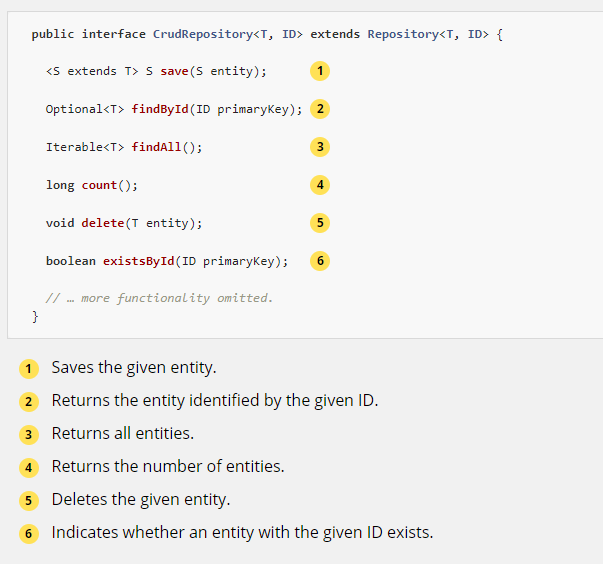 public interface CrudRepository<T, ID> extends Repository<T, ID> {
<S extends T> S save(S entity); 1
Optional<T> findById(ID primaryKey); 2
Iterable<T> findAll(); 3
long count(); 4
void delete(T entity); 5
boolean existsById(ID primaryKey); 6
// … more functionality omitted.
}
1 Saves the given entity.
2 Returns the entity identified by the given ID.
3 Returns all entities.
4 Returns the number of entities.
5 Deletes the given entity.
6 Indicates whether an entity with the given ID exists.